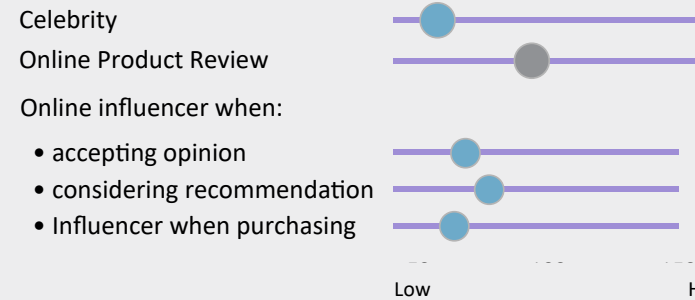 Celebrity
Online Product Review
Online influencer when:
• accepting opinion
• considering recommendation
• Influencer when purchasing
Low